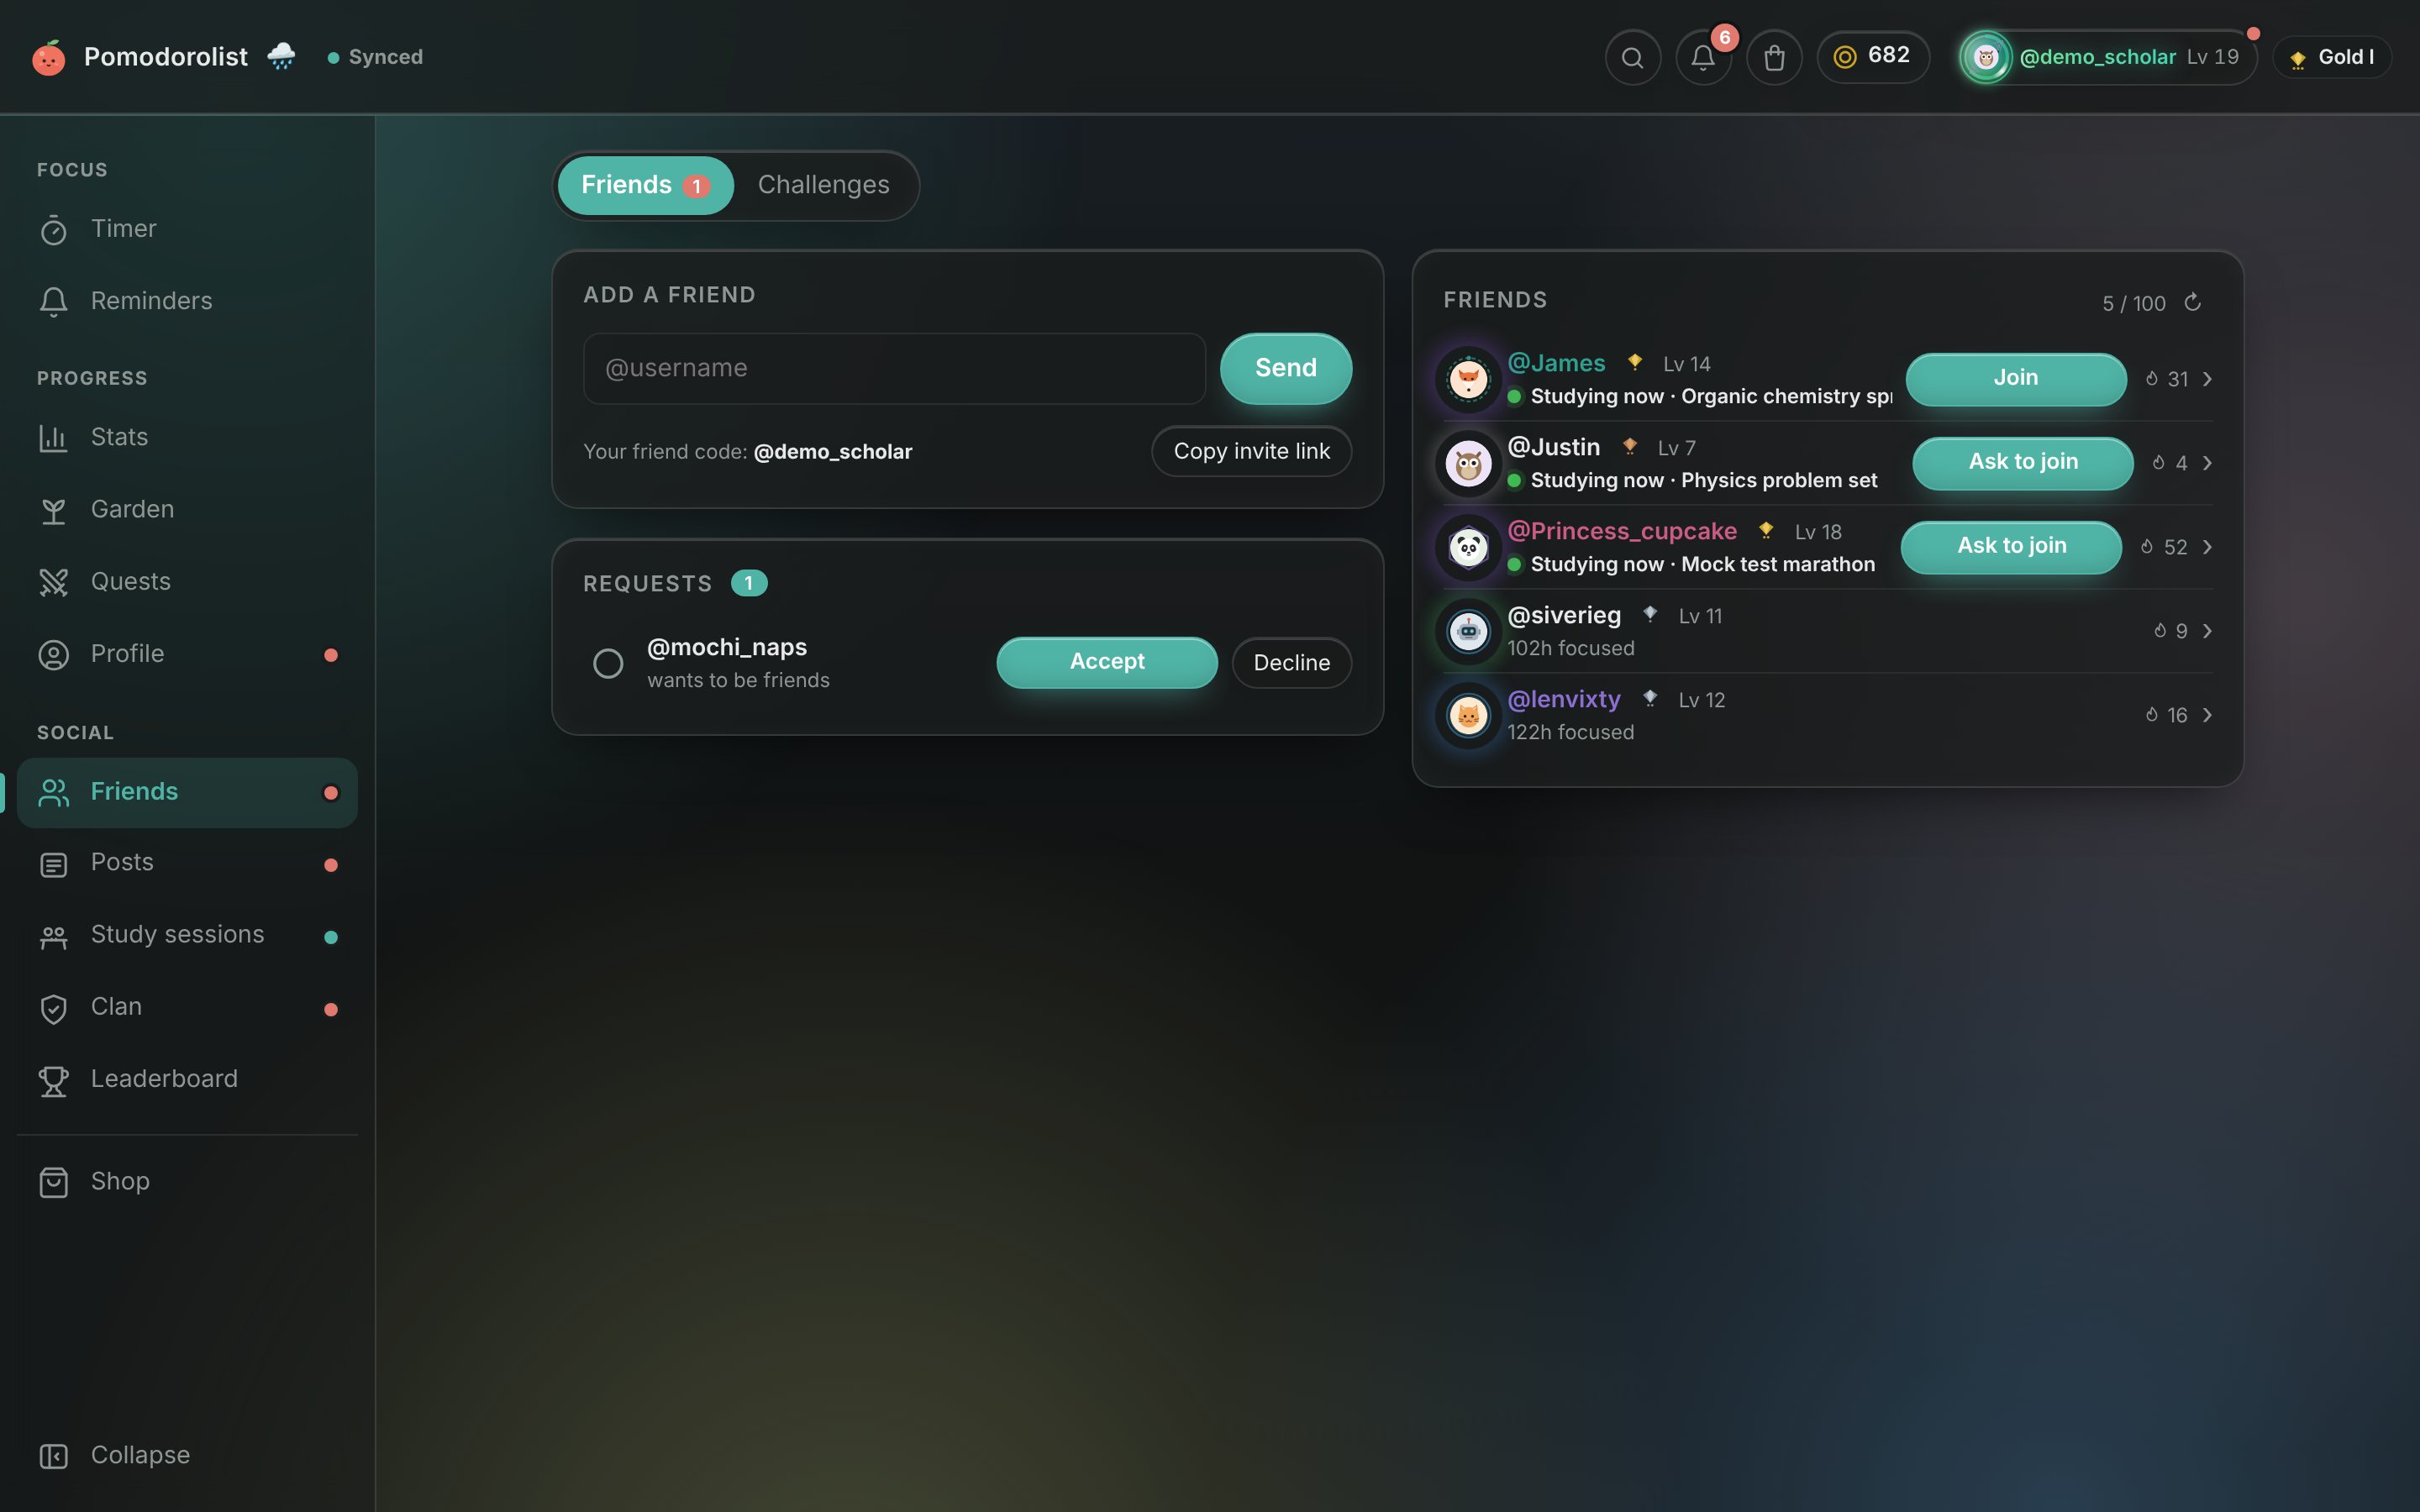 Pomodorolist
Synced
6
682
@demo_scholar Lv 19
Gold I
FOCUS
Timer
Reminders
PROGRESS
Stats
Garden
Quests
Profile
SOCIAL
Friends
Posts
Study sessions
Clan
Leaderboard
Shop
Collapse
Friends 1
Challenges
ADD A FRIEND
@username
Send
Your friend code: @demo_scholar
Copy invite link
REQUESTS 1
@mochi_naps
wants to be friends
Accept
Decline
FRIENDS
5 / 100
@James Lv 14
Studying now · Organic chemistry spr
Join
31
@Justin Lv 7
Studying now · Physics problem set
Ask to join
4
@Princess_cupcake Lv 18
Studying now · Mock test marathon
Ask to join
52
@siverieg Lv 11
102h focused
9
@lenvixty Lv 12
122h focused
16